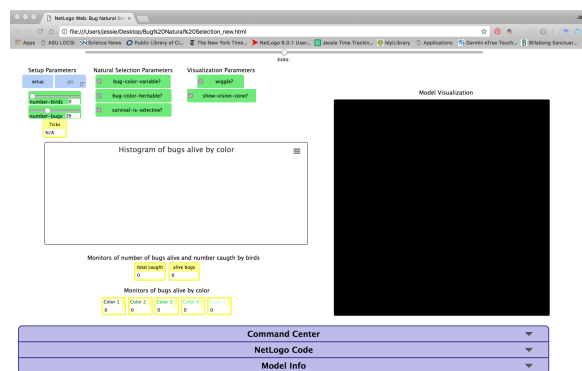 NetLogo Web: Bug Natural Se
Je
file:///Users/jessie/Desktop/Bug%20Natural%20Selection_new.html
Apps ASU LOCSI Science News Public Library of Ci... The New York Time... NetLogo 6.0.1 User... Jessie Time Trackin... MyiLibrary Applications Garmin eTrex Touch... Billabong Sanctuar...
ticks:
Setup Parameters Natural Selection Parameters Visualization Parameters
setup go bug-color-variable? wiggle?
number-birds 0 bug-color-heritable? show-vision-cone?
number-bugs survival-is-selective?
Ticks
N/A
Model Visualization
Histogram of bugs alive by color
Monitors of number of bugs alive and number caugth by birds
total caught alive bugs
0 0
Monitors of bugs alive by color
Color 1 Color 2 Color 3 Color 4
0 0 0 0 0
Command Center
NetLogo Code
Model Info